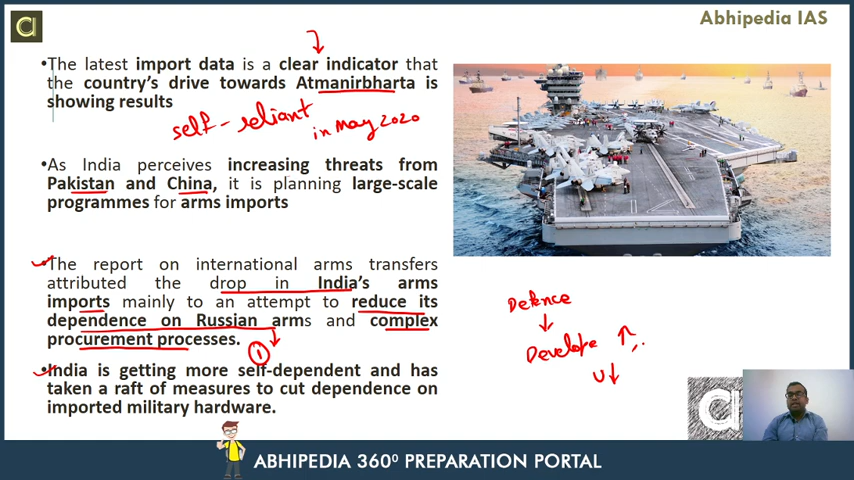 Abhipedia IAS
•The latest import data is a clear indicator that
the country's drive towards Atmanirbharta is
showing results
self-reliant
in may 2020
•As India perceives increasing threats from
Pakistan and China, it is planning large-scale
programmes for arms imports
•The report on international arms transfers
attributed the drop in India's arms
imports mainly to an attempt to reduce its
dependence on Russian arms and complex
procurement processes.
1
•India is getting more self-dependent and has
taken a raft of measures to cut dependence on
imported military hardware.
Defence
Develope
U
ABHIPEDIA 360⁰ PREPARATION PORTAL